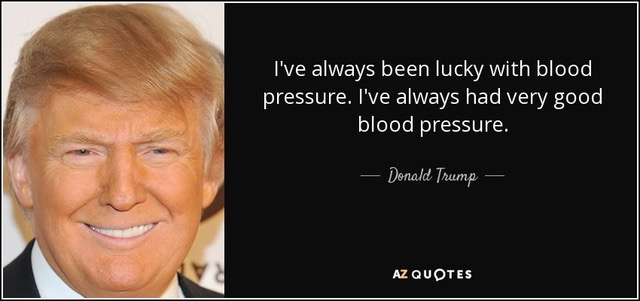 I've always been lucky with blood
pressure. I've always had very good
blood pressure.
Donald Trump
AZ QUOTES